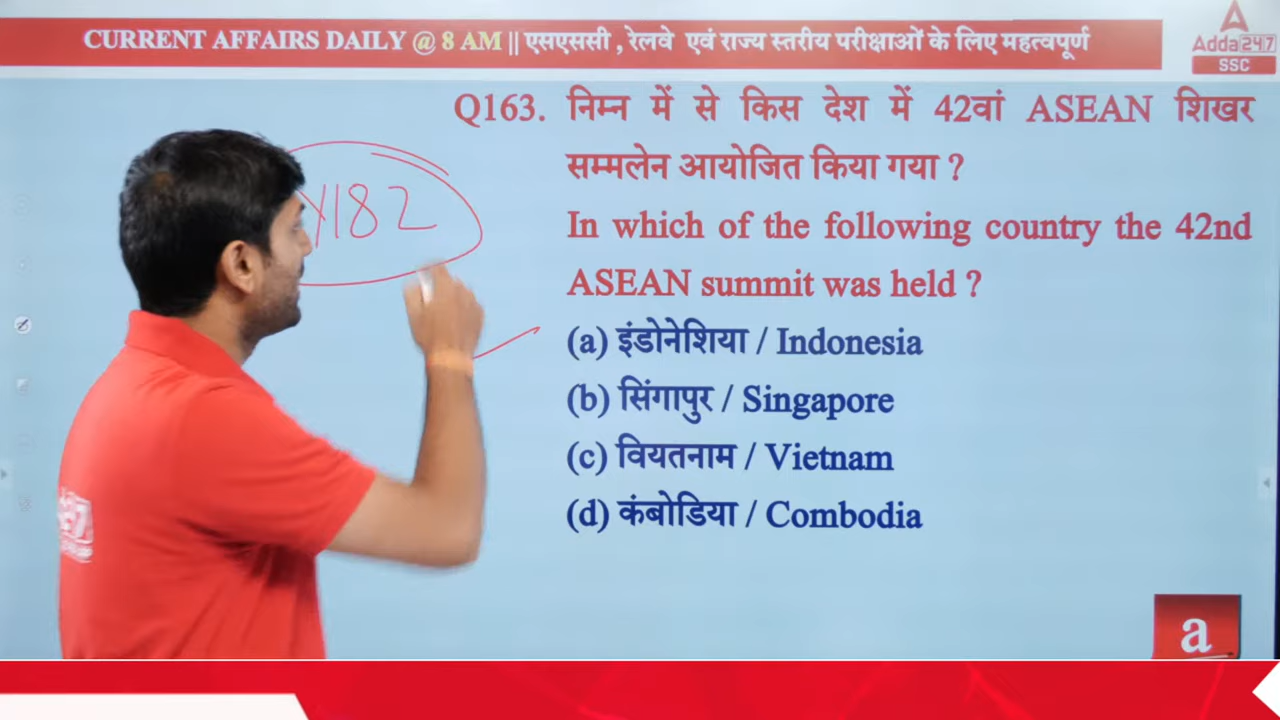 CURRENT AFFAIRS DAILY @ 8 AM || एसएससी , रेलवे एवं राज्य स्तरीय परीक्षाओं के लिए महत्वपूर्ण
Adda247
SSC
Q163. निम्न में से किस देश में 42वां ASEAN शिखर
सम्मलेन आयोजित किया गया ?
In which of the following country the 42nd
ASEAN summit was held ?
(a) इंडोनेशिया / Indonesia
(b) सिंगापुर / Singapore
(c) वियतनाम / Vietnam
(d) कंबोडिया / Combodia
182
a